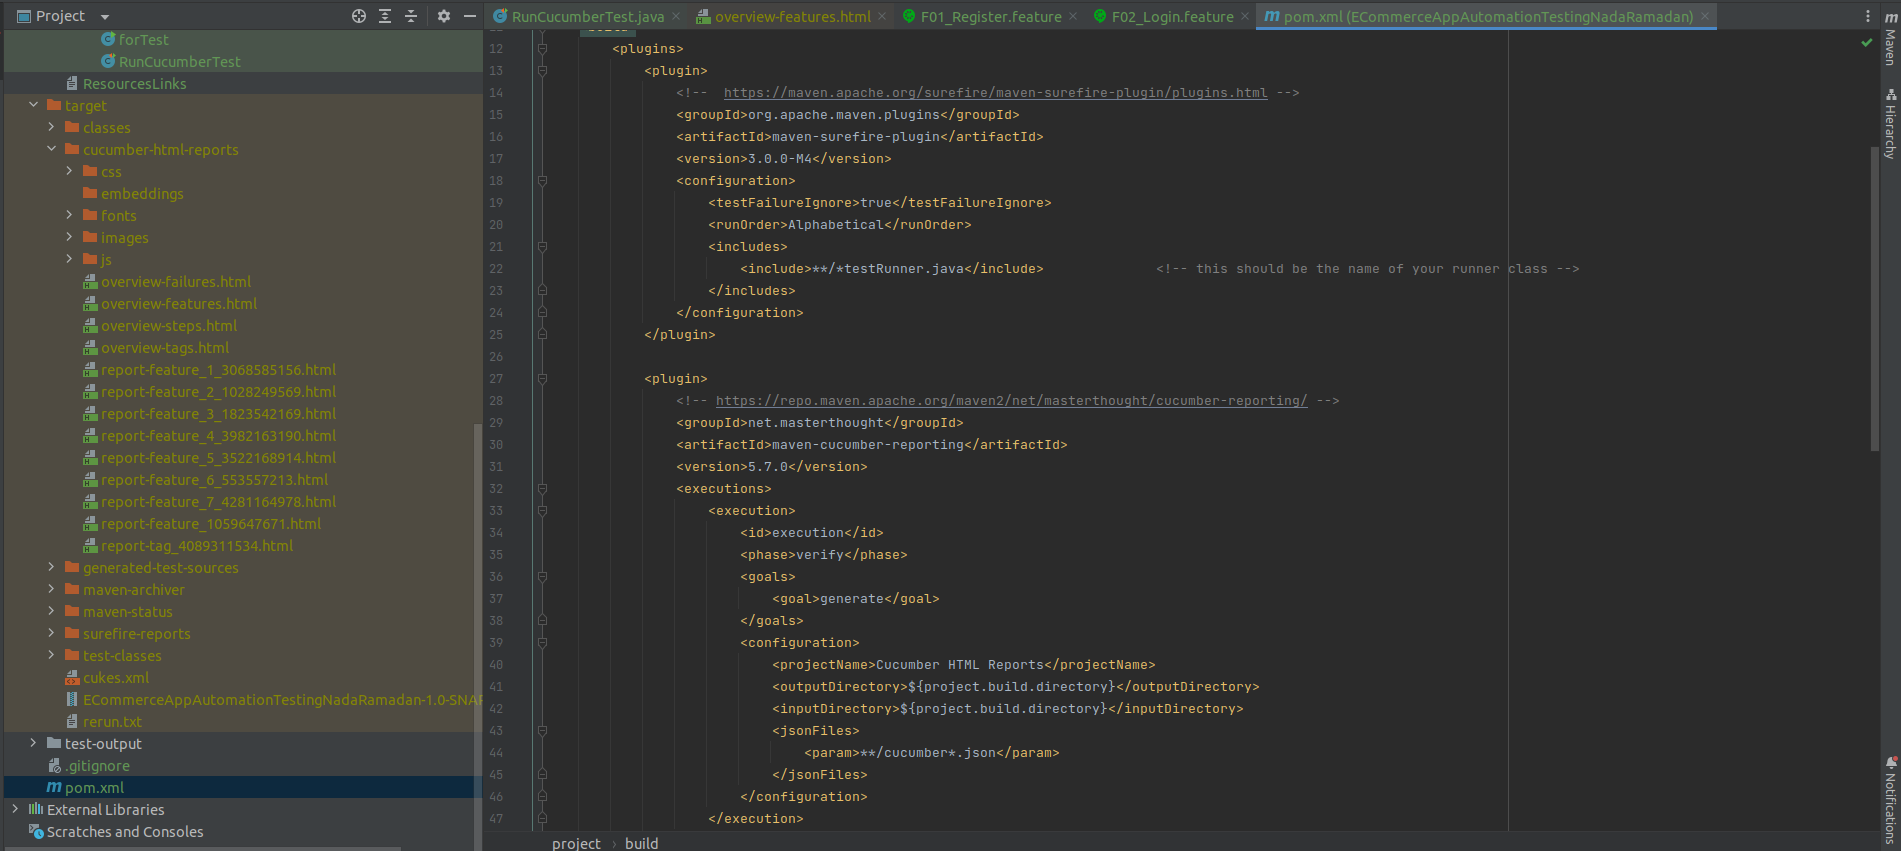 Project
RunCucumberTest.java
overview-features.html
F01_Register.feature
F02_Login.feature
pom.xml (ECommerceAppAutomationTestingNadaRamadan)
forTest
RunCucumberTest
ResourcesLinks
target
classes
cucumber-html-reports
css
embeddings
fonts
images
js
overview-failures.html
overview-features.html
overview-steps.html
overview-tags.html
report-feature_1_3068585156.html
report-feature_2_1028249569.html
report-feature_3_1823542169.html
report-feature_4_3982163190.html
report-feature_5_3522168914.html
report-feature_6_553557213.html
report-feature_7_4281164978.html
report-feature_1059647671.html
report-tag_4089311534.html
generated-test-sources
maven-archiver
maven-status
surefire-reports
test-classes
cukes.xml
ECommerceAppAutomationTestingNadaRamadan-1.0-SNAP
rerun.txt
test-output
.gitignore
pom.xml
External Libraries
Scratches and Consoles
12 <plugins>
13 <plugin>
14 <!--  https://maven.apache.org/surefire/maven-surefire-plugin/plugins.html -->
15 <groupId>org.apache.maven.plugins</groupId>
16 <artifactId>maven-surefire-plugin</artifactId>
17 <version>3.0.0-M4</version>
18 <configuration>
19 <testFailureIgnore>true</testFailureIgnore>
20 <runOrder>Alphabetical</runOrder>
21 <includes>
22 <include>**/*testRunner.java</include> <!-- this should be the name of your runner class -->
23 </includes>
24 </configuration>
25 </plugin>
26
27 <plugin>
28 <!-- https://repo.maven.apache.org/maven2/net/masterthought/cucumber-reporting/ -->
29 <groupId>net.masterthought</groupId>
30 <artifactId>maven-cucumber-reporting</artifactId>
31 <version>5.7.0</version>
32 <executions>
33 <execution>
34 <id>execution</id>
35 <phase>verify</phase>
36 <goals>
37 <goal>generate</goal>
38 </goals>
39 <configuration>
40 <projectName>Cucumber HTML Reports</projectName>
41 <outputDirectory>${project.build.directory}</outputDirectory>
42 <inputDirectory>${project.build.directory}</inputDirectory>
43 <jsonFiles>
44 <param>**/cucumber*.json</param>
45 </jsonFiles>
46 </configuration>
47 </execution>
project › build
Maven
Hierarchy
Notifications